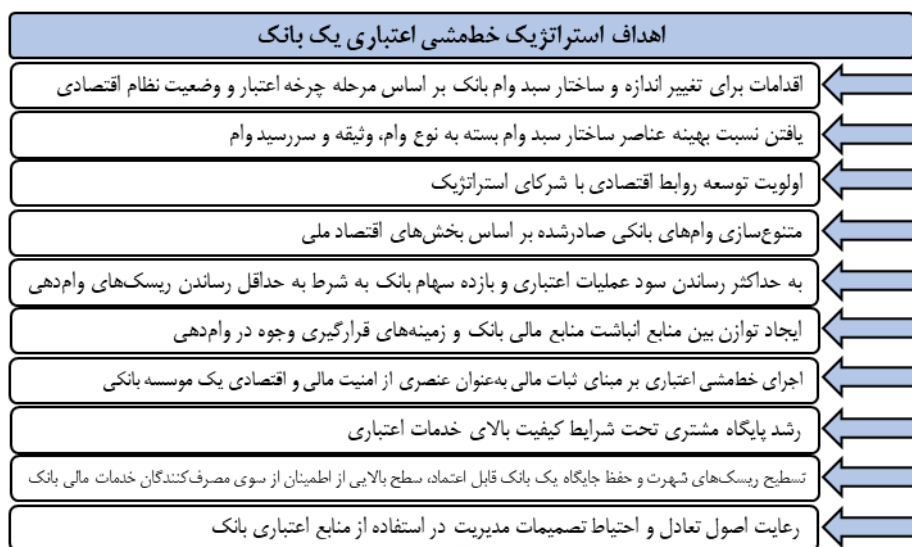 اهداف استراتژیک خط‌مشی اعتباری یک بانک
اقدامات برای تغییر اندازه و ساختار سبد وام بانک بر اساس مرحله چرخه اعتبار و وضعیت نظام اقتصادی
یافتن نسبت بهینه عناصر ساختار سبد وام بسته به نوع وام، وثیقه و سررسید وام
اولویت توسعه روابط اقتصادی با شرکای استراتژیک
متنوع‌سازی وام‌های بانکی صادرشده بر اساس بخش‌های اقتصاد ملی
به حداکثر رساندن سود عملیات اعتباری و بازده سهام بانک به شرط به حداقل رساندن ریسک‌های وام‌دهی
ایجاد توازن بین منابع انباشت منابع مالی بانک و زمینه‌های قرارگیری وجوه در وام‌دهی
اجرای خط‌مشی اعتباری بر مبنای ثبات مالی به‌عنوان عنصری از امنیت مالی و اقتصادی یک موسسه بانکی
رشد پایگاه مشتری تحت شرایط کیفیت بالای خدمات اعتباری
تسطیح ریسک‌های شهرت و حفظ جایگاه یک بانک قابل اعتماد، سطح بالایی از اطمینان از سوی مصرف‌کنندگان خدمات مالی بانک
رعایت اصول تعادل و احتیاط تصمیمات مدیریت در استفاده از منابع اعتباری بانک